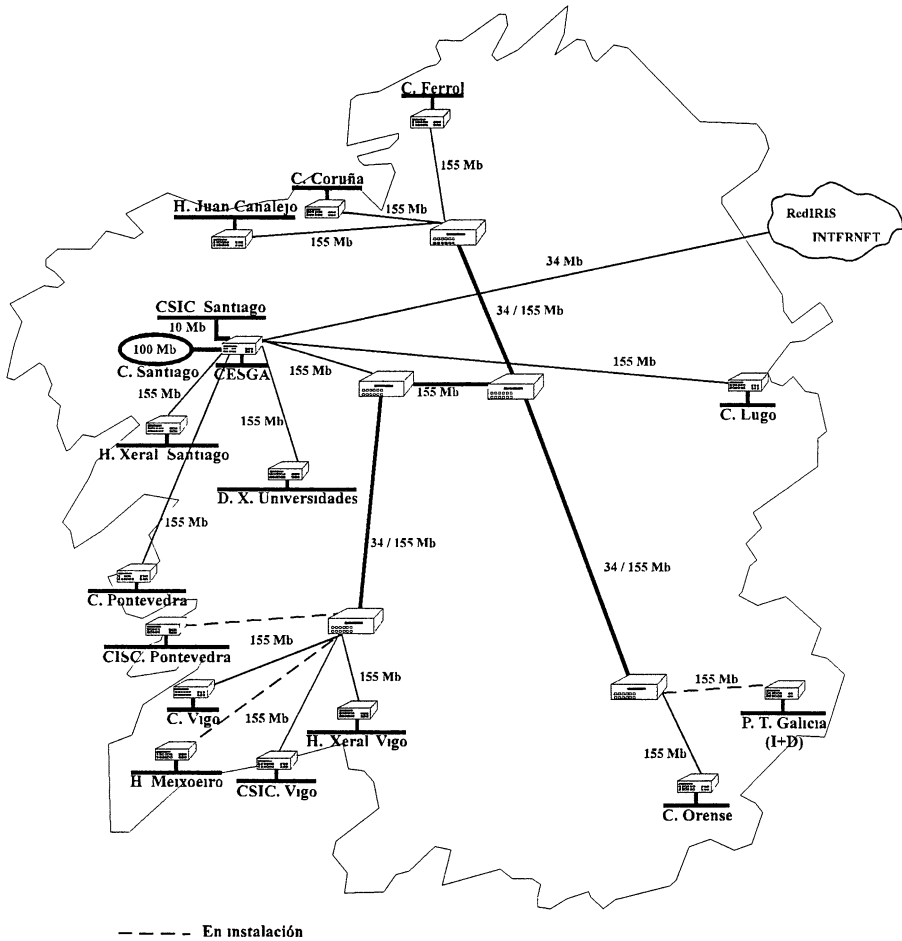 C. Ferrol
155 Mb
C. Coruña
H. Juan Canalejo
155 Mb
155 Mb
RedIRIS
INTFRNFT
34 Mb
34 / 155 Mb
CSIC Santiago
10 Mb
100 Mb
C. Santiago
CESGA
155 Mb
155 Mb
155 Mb
C. Lugo
155 Mb
155 Mb
H. Xeral Santiago
D. X. Universidades
155 Mb
34 / 155 Mb
34 / 155 Mb
C. Pontevedra
CISC. Pontevedra
155 Mb
155 Mb
155 Mb
C. Vigo
H. Xeral Vigo
H Meixoeiro
CSIC. Vigo
155 Mb
P. T. Galicia
(I+D)
155 Mb
C. Orense
En instalación